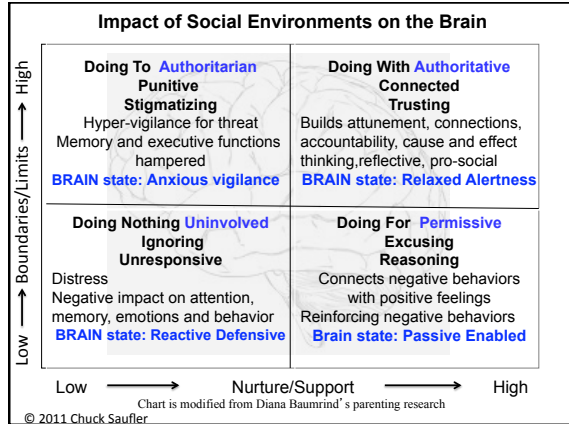 Impact of Social Environments on the Brain
Low → Boundaries/Limits → High
Doing To Authoritarian
Punitive
Stigmatizing
Hyper-vigilance for threat
Memory and executive functions
hampered
BRAIN state: Anxious vigilance
Doing With Authoritative
Connected
Trusting
Builds attunement, connections,
accountability, cause and effect
thinking,reflective, pro-social
BRAIN state: Relaxed Alertness
Doing Nothing Uninvolved
Ignoring
Unresponsive
Distress
Negative impact on attention,
memory, emotions and behavior
BRAIN state: Reactive Defensive
Doing For Permissive
Excusing
Reasoning
Connects negative behaviors
with positive feelings
Reinforcing negative behaviors
Brain state: Passive Enabled
Low → Nurture/Support → High
Chart is modified from Diana Baumrind's parenting research
© 2011 Chuck Saufler